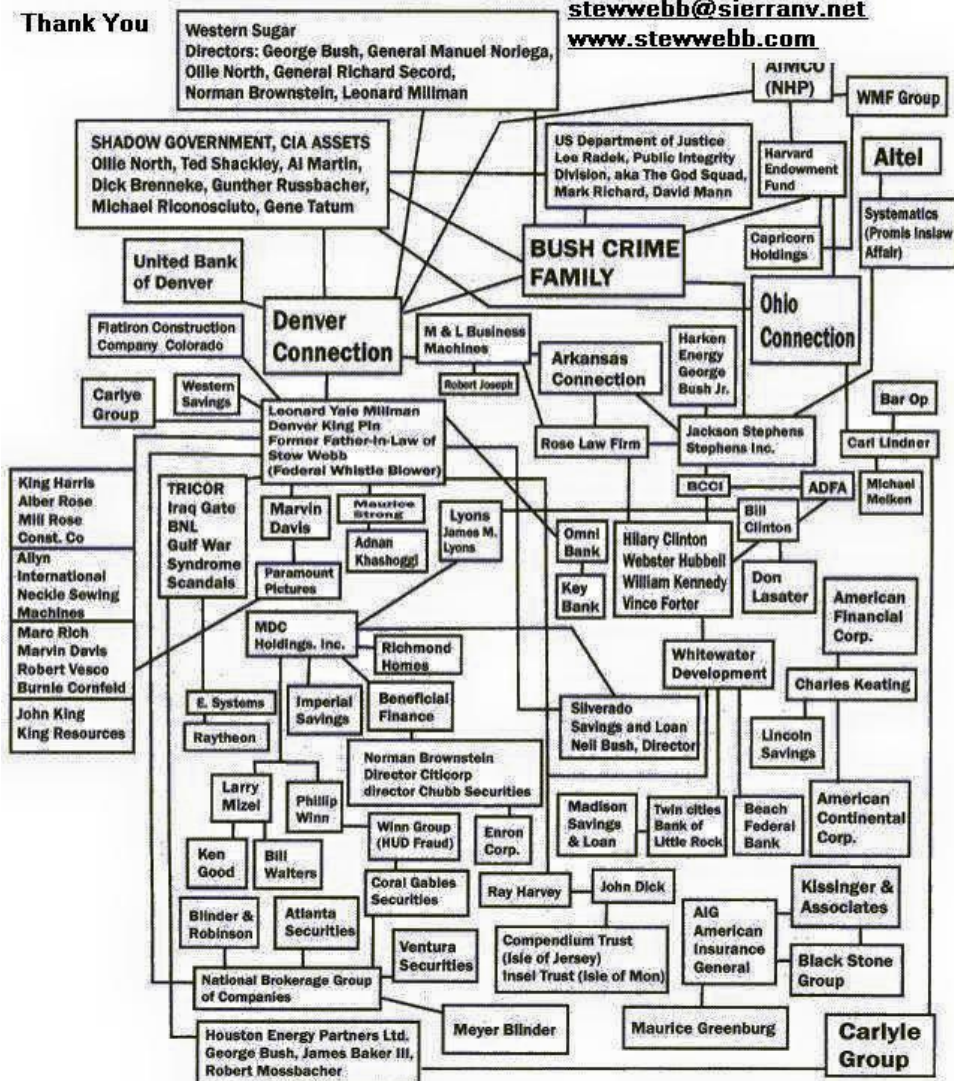 Thank You
stewwebb@sierranv.net
www.stewwebb.com
Western Sugar
Directors: George Bush, General Manuel Noriega,
Ollie North, General Richard Secord,
Norman Brownstein, Leonard Millman
AIMCO
(NHP)
WMF Group
SHADOW GOVERNMENT, CIA ASSETS
Ollie North, Ted Shackley, Al Martin,
Dick Brenneke, Gunther Russbacher,
Michael Riconosciuto, Gene Tatum
US Department of Justice
Lee Radek, Public Integrity
Division, aka The God Squad,
Mark Richard, David Mann
Harvard
Endowment
Fund
Altel
Systematics
(Promis Inslaw
Affair)
Capricorn
Holdings
BUSH CRIME
FAMILY
United Bank
of Denver
Ohio
Connection
Denver
Connection
Flatiron Construction
Company Colorado
M & L Business
Machines
Robert Joseph
Arkansas
Connection
Harken
Energy
George
Bush Jr.
Carlye
Group
Western
Savings
Bar Op
Leonard Yale Millman
Denver King Pin
Former Father-In-Law of
Stew Webb
(Federal Whistle Blower)
Rose Law Firm
Jackson Stephens
Stephens Inc.
Carl Lindner
Michael
Meiken
King Harris
Alber Rose
Mill Rose
Const. Co
Allyn
International
Neckle Sewing
Machines
Marc Rich
Marvin Davis
Robert Vesco
Burnie Cornfeld
John King
King Resources
TRICOR
Iraq Gate
BNL
Gulf War
Syndrome
Scandals
Marvin
Davis
Maurice
Strong
Adnan
Khashoggi
Lyons
James M.
Lyons
BCCI
ADFA
Bill
Clinton
Omni
Bank
Key
Bank
Hilary Clinton
Webster Hubbell
William Kennedy
Vince Forter
Don
Lasater
Paramount
Pictures
American
Financial
Corp.
MDC
Holdings. Inc.
Richmond
Homes
Whitewater
Development
Charles Keating
E. Systems
Raytheon
Imperial
Savings
Beneficial
Finance
Silverado
Savings and Loan
Neil Bush, Director
Lincoln
Savings
Norman Brownstein
Director Citicorp
director Chubb Securities
Larry
Mizel
Phillip
Winn
Madison
Savings
& Loan
Twin cities
Bank of
Little Rock
Beach
Federal
Bank
American
Continental
Corp.
Winn Group
(HUD Fraud)
Enron
Corp.
Ken
Good
Bill
Walters
Coral Gables
Securities
Ray Harvey
John Dick
Kissinger &
Associates
Blinder &
Robinson
Atlanta
Securities
AIG
American
Insurance
General
Ventura
Securities
Compendium Trust
(Isle of Jersey)
Insel Trust (Isle of Mon)
Black Stone
Group
National Brokerage Group
of Companies
Meyer Blinder
Maurice Greenburg
Houston Energy Partners Ltd.
George Bush, James Baker III,
Robert Mossbacher
Carlyle
Group